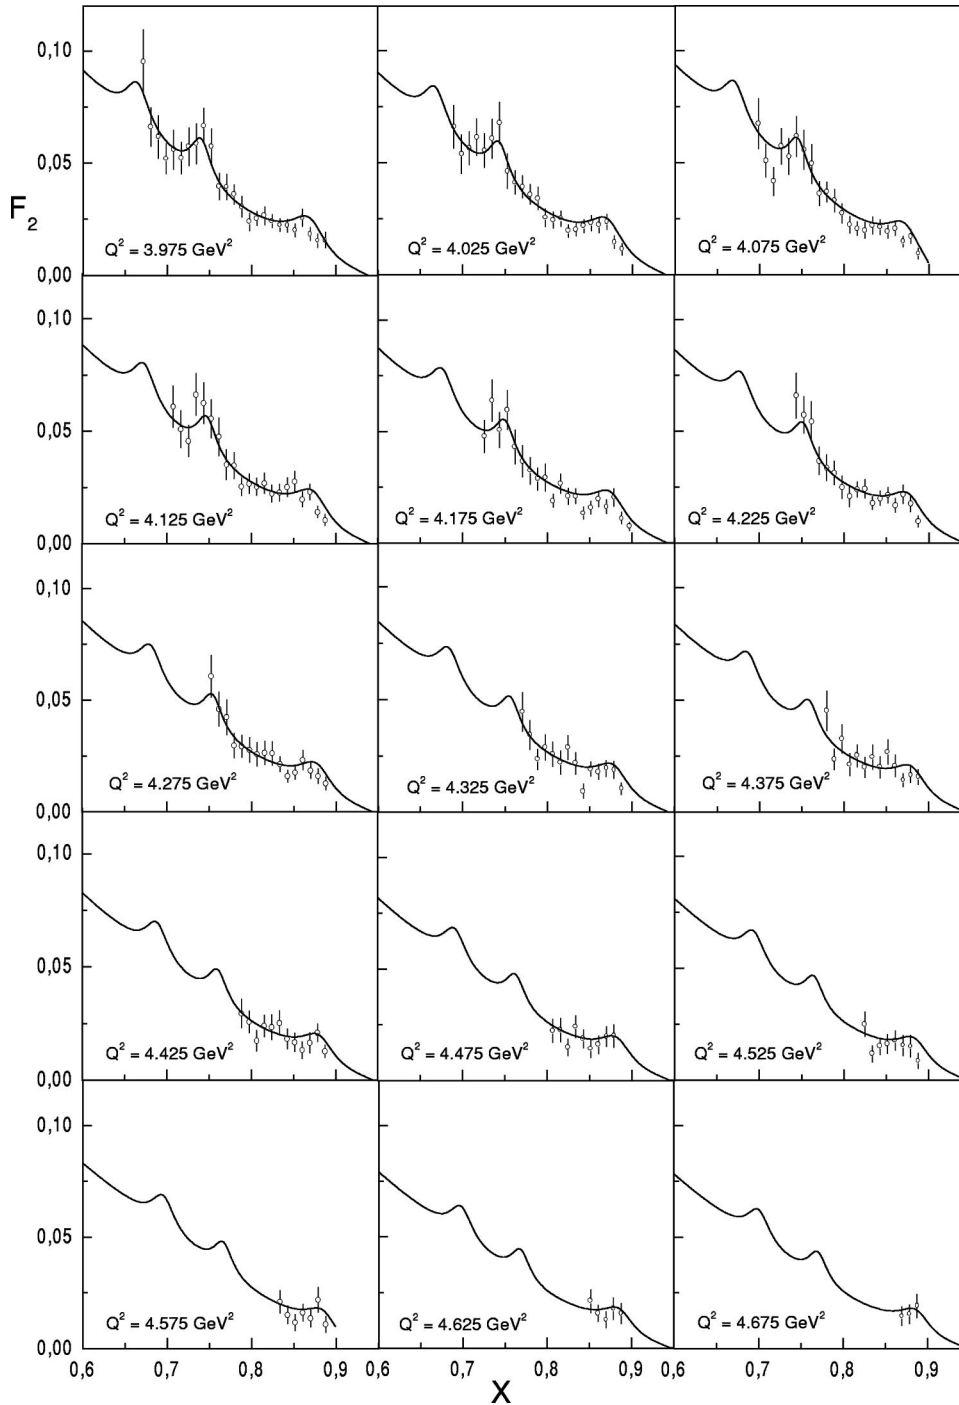 0,10
0,05
F₂
Q² = 3.975 GeV²
Q² = 4.025 GeV²
Q² = 4.075 GeV²
0,00
0,10
0,05
Q² = 4.125 GeV²
Q² = 4.175 GeV²
Q² = 4.225 GeV²
0,00
0,10
0,05
Q² = 4.275 GeV²
Q² = 4.325 GeV²
Q² = 4.375 GeV²
0,00
0,10
0,05
Q² = 4.425 GeV²
Q² = 4.475 GeV²
Q² = 4.525 GeV²
0,00
0,10
0,05
Q² = 4.575 GeV²
Q² = 4.625 GeV²
Q² = 4.675 GeV²
0,00
0,6 0,7 0,8 0,9 0,6 0,7 0,8 0,9 0,6 0,7 0,8 0,9
X